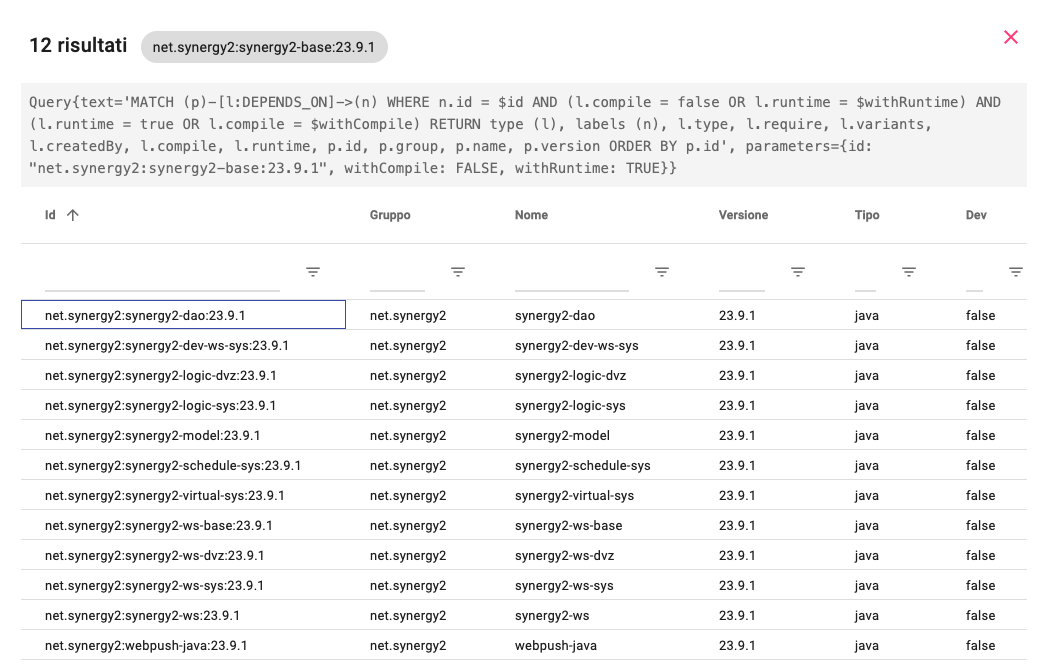 12 risultati net.synergy2:synergy2-base:23.9.1
Query{text='MATCH (p)-[l:DEPENDS_ON]->(n) WHERE n.id = $id AND (l.compile = false OR l.runtime = $withRuntime) AND
(l.runtime = true OR l.compile = $withCompile) RETURN type (l), labels (n), l.type, l.require, l.variants,
l.createdBy, l.compile, l.runtime, p.id, p.group, p.name, p.version ORDER BY p.id', parameters={id:
"net.synergy2:synergy2-base:23.9.1", withCompile: FALSE, withRuntime: TRUE}}
Id Gruppo Nome Versione Tipo Dev
net.synergy2:synergy2-dao:23.9.1 net.synergy2 synergy2-dao 23.9.1 java false
net.synergy2:synergy2-dev-ws-sys:23.9.1 net.synergy2 synergy2-dev-ws-sys 23.9.1 java false
net.synergy2:synergy2-logic-dvz:23.9.1 net.synergy2 synergy2-logic-dvz 23.9.1 java false
net.synergy2:synergy2-logic-sys:23.9.1 net.synergy2 synergy2-logic-sys 23.9.1 java false
net.synergy2:synergy2-model:23.9.1 net.synergy2 synergy2-model 23.9.1 java false
net.synergy2:synergy2-schedule-sys:23.9.1 net.synergy2 synergy2-schedule-sys 23.9.1 java false
net.synergy2:synergy2-virtual-sys:23.9.1 net.synergy2 synergy2-virtual-sys 23.9.1 java false
net.synergy2:synergy2-ws-base:23.9.1 net.synergy2 synergy2-ws-base 23.9.1 java false
net.synergy2:synergy2-ws-dvz:23.9.1 net.synergy2 synergy2-ws-dvz 23.9.1 java false
net.synergy2:synergy2-ws-sys:23.9.1 net.synergy2 synergy2-ws-sys 23.9.1 java false
net.synergy2:synergy2-ws:23.9.1 net.synergy2 synergy2-ws 23.9.1 java false
net.synergy2:webpush-java:23.9.1 net.synergy2 webpush-java 23.9.1 java false